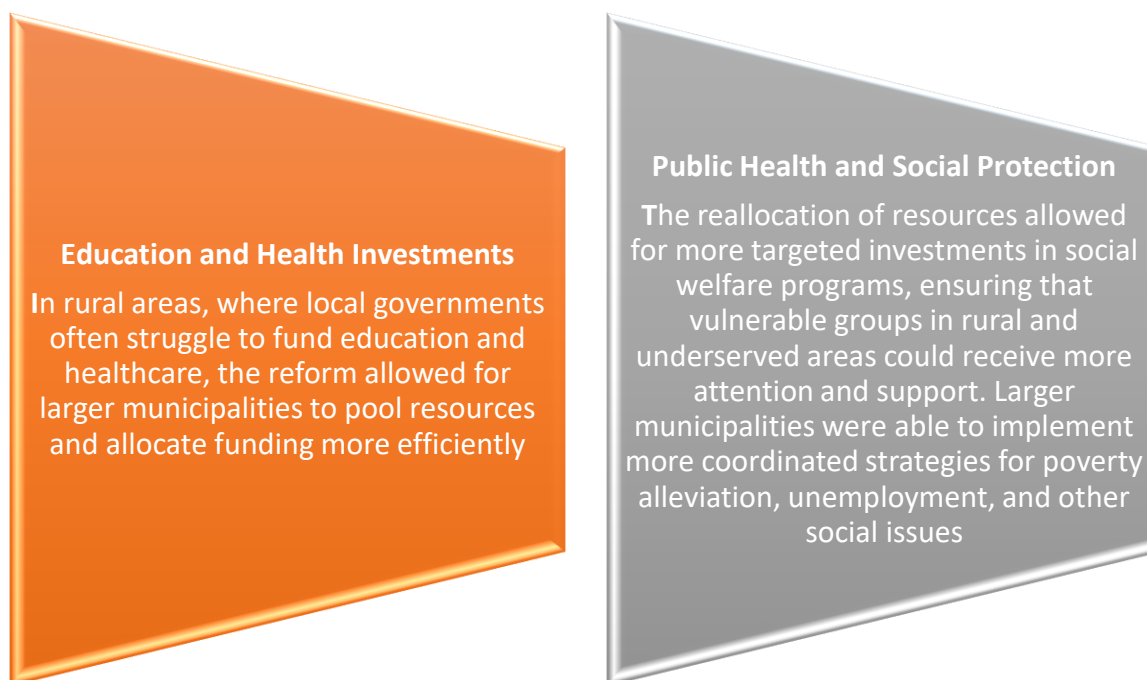 Education and Health Investments
In rural areas, where local governments
often struggle to fund education and
healthcare, the reform allowed for
larger municipalities to pool resources
and allocate funding more efficiently
Public Health and Social Protection
The reallocation of resources allowed
for more targeted investments in social
welfare programs, ensuring that
vulnerable groups in rural and
underserved areas could receive more
attention and support. Larger
municipalities were able to implement
more coordinated strategies for poverty
alleviation, unemployment, and other
social issues